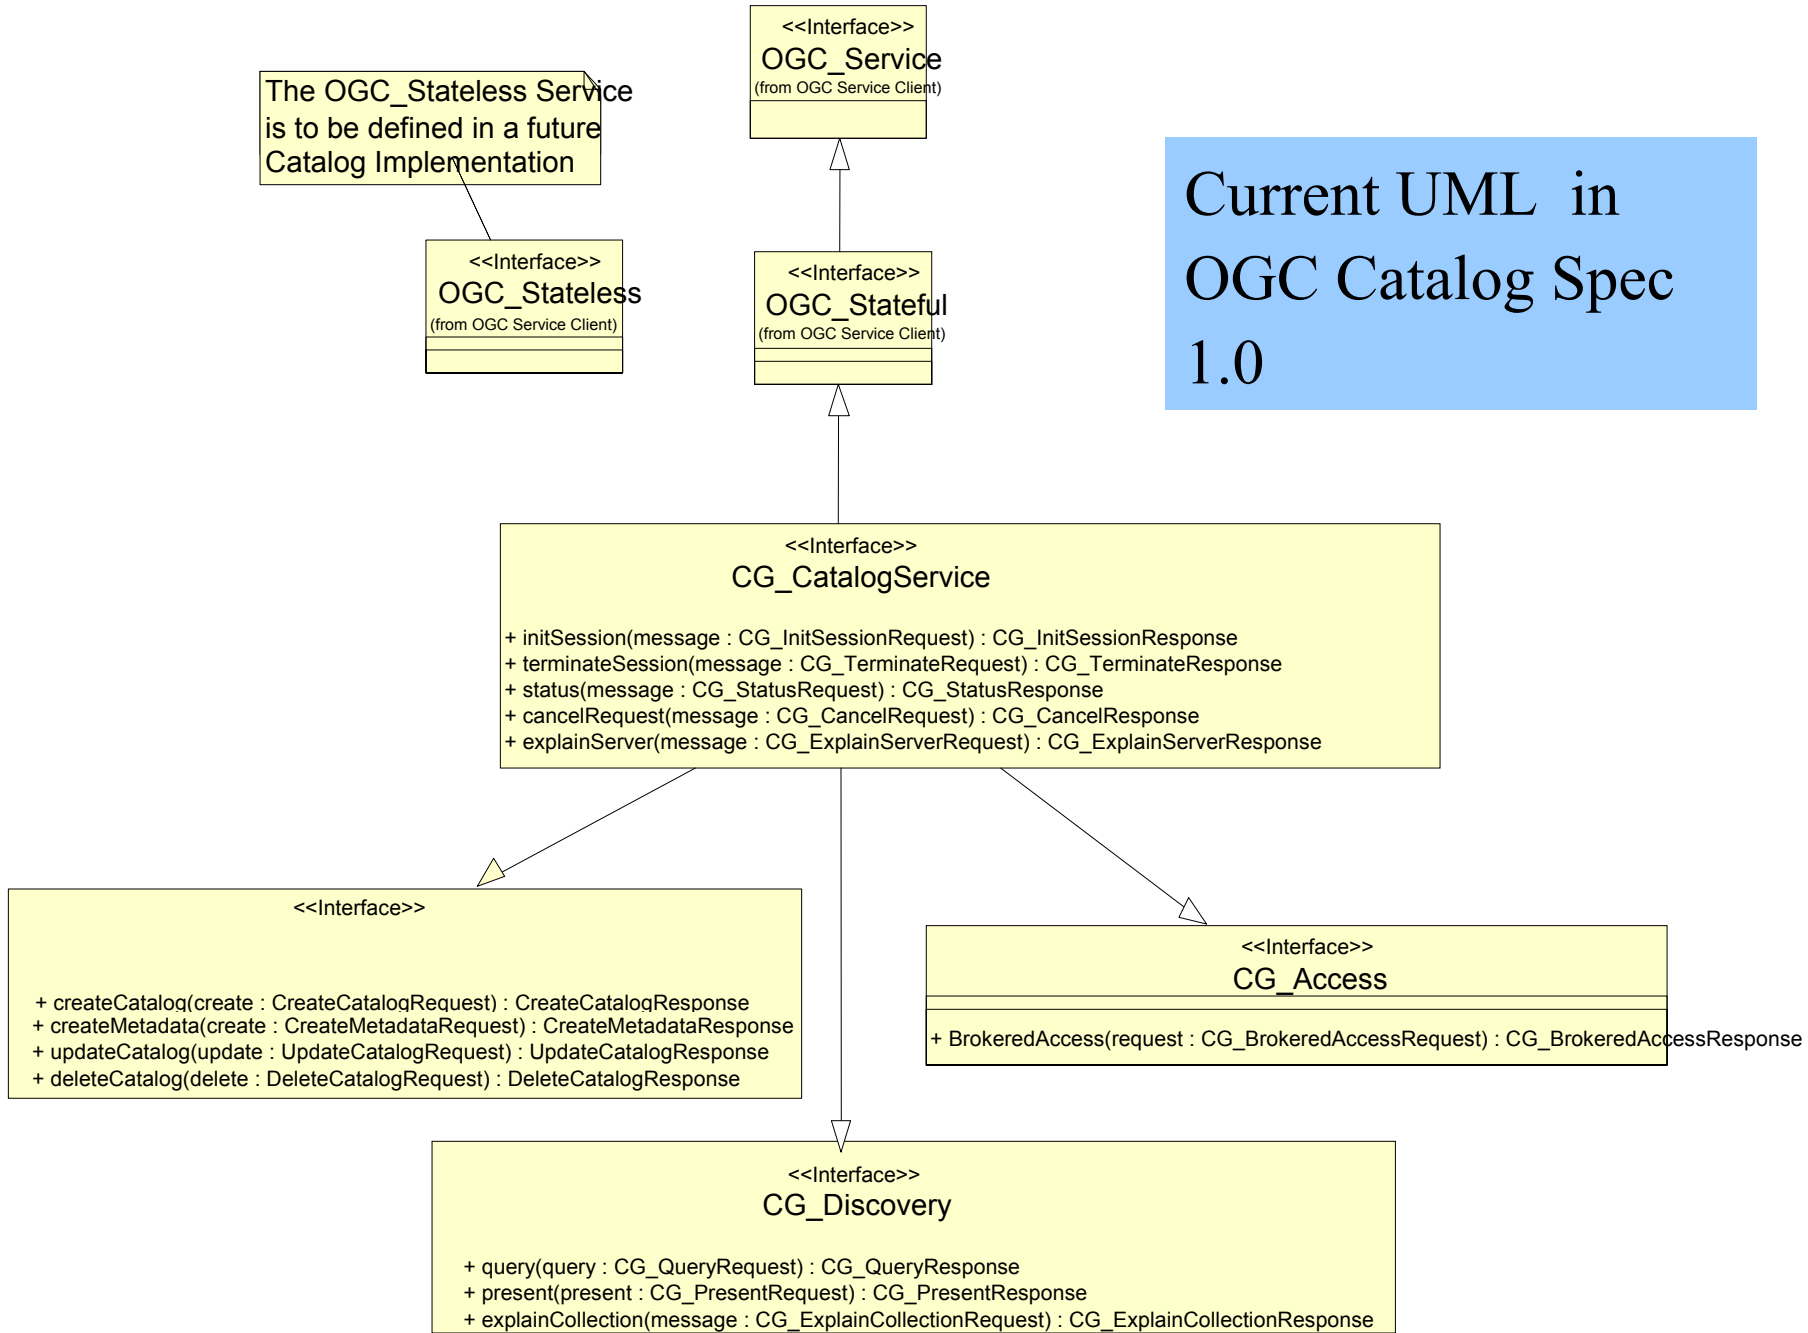 <<Interface>>
OGC_Service
(from OGC Service Client)
The OGC_Stateless Service
is to be defined in a future
Catalog Implementation
Current UML in
OGC Catalog Spec
1.0
<<Interface>>
OGC_Stateless
(from OGC Service Client)
<<Interface>>
OGC_Stateful
(from OGC Service Client)
<<Interface>>
CG_CatalogService
+ initSession(message : CG_InitSessionRequest) : CG_InitSessionResponse
+ terminateSession(message : CG_TerminateRequest) : CG_TerminateResponse
+ status(message : CG_StatusRequest) : CG_StatusResponse
+ cancelRequest(message : CG_CancelRequest) : CG_CancelResponse
+ explainServer(message : CG_ExplainServerRequest) : CG_ExplainServerResponse
<<Interface>>
+ createCatalog(create : CreateCatalogRequest) : CreateCatalogResponse
+ createMetadata(create : CreateMetadataRequest) : CreateMetadataResponse
+ updateCatalog(update : UpdateCatalogRequest) : UpdateCatalogResponse
+ deleteCatalog(delete : DeleteCatalogRequest) : DeleteCatalogResponse
<<Interface>>
CG_Access
+ BrokeredAccess(request : CG_BrokeredAccessRequest) : CG_BrokeredAccessResponse
<<Interface>>
CG_Discovery
+ query(query : CG_QueryRequest) : CG_QueryResponse
+ present(present : CG_PresentRequest) : CG_PresentResponse
+ explainCollection(message : CG_ExplainCollectionRequest) : CG_ExplainCollectionResponse